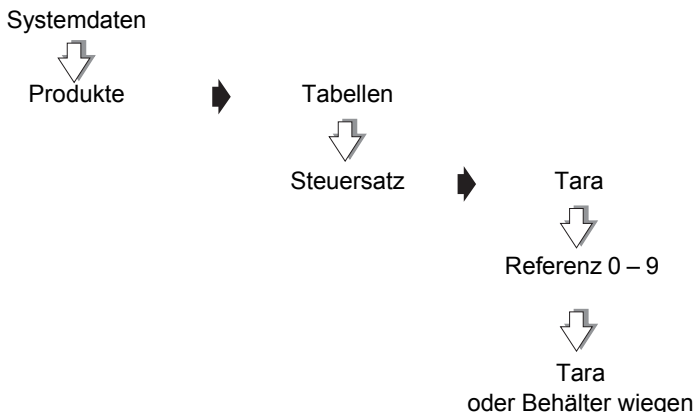 Systemdaten
Produkte
Tabellen
Steuersatz
Tara
Referenz 0 – 9
Tara
oder Behälter wiegen